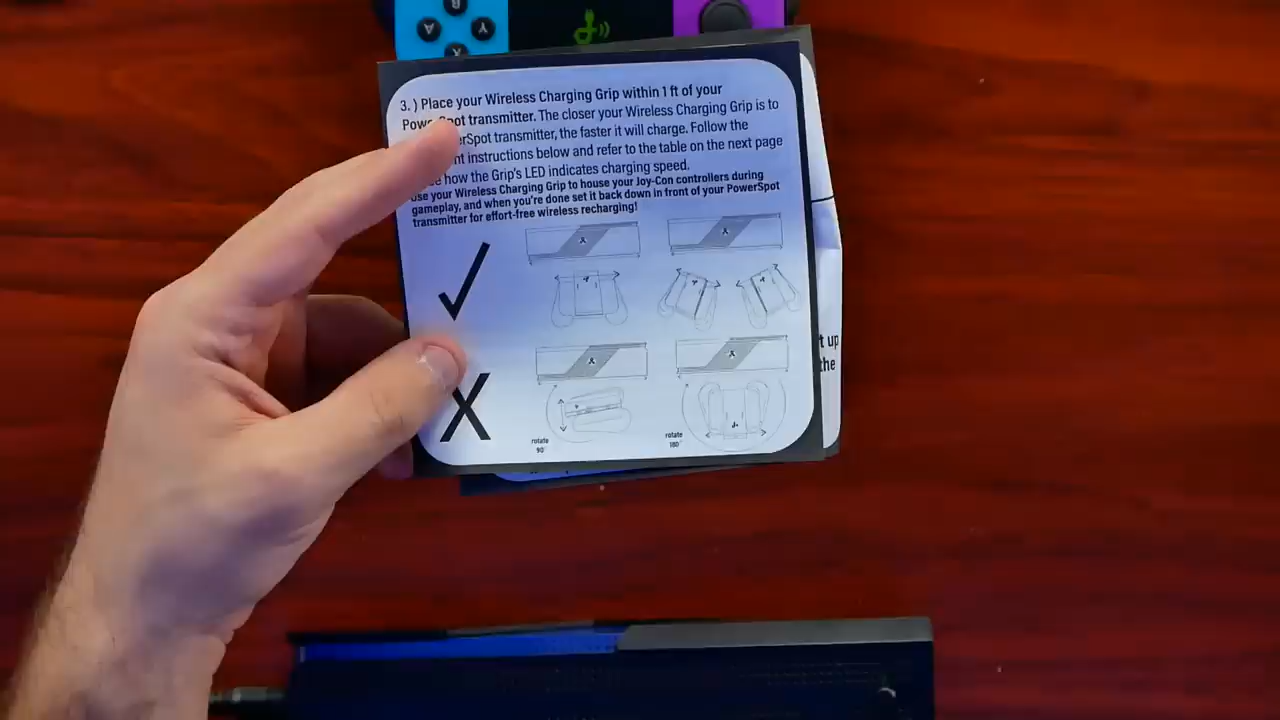 B
A
Y
X
3. ) Place your Wireless Charging Grip within 1 ft of your
transmitter. The closer your Wireless Charging Grip is to
transmitter, the faster it will charge. Follow the
instructions below and refer to the table on the next page
how the Grip's LED indicates charging speed.
use your Wireless Charging Grip to house your Joy-Con controllers during
gameplay, and when you're done set it back down in front of your PowerSpot
transmitter for effort-free wireless recharging!
rotate
90°
rotate
180°
t up
the